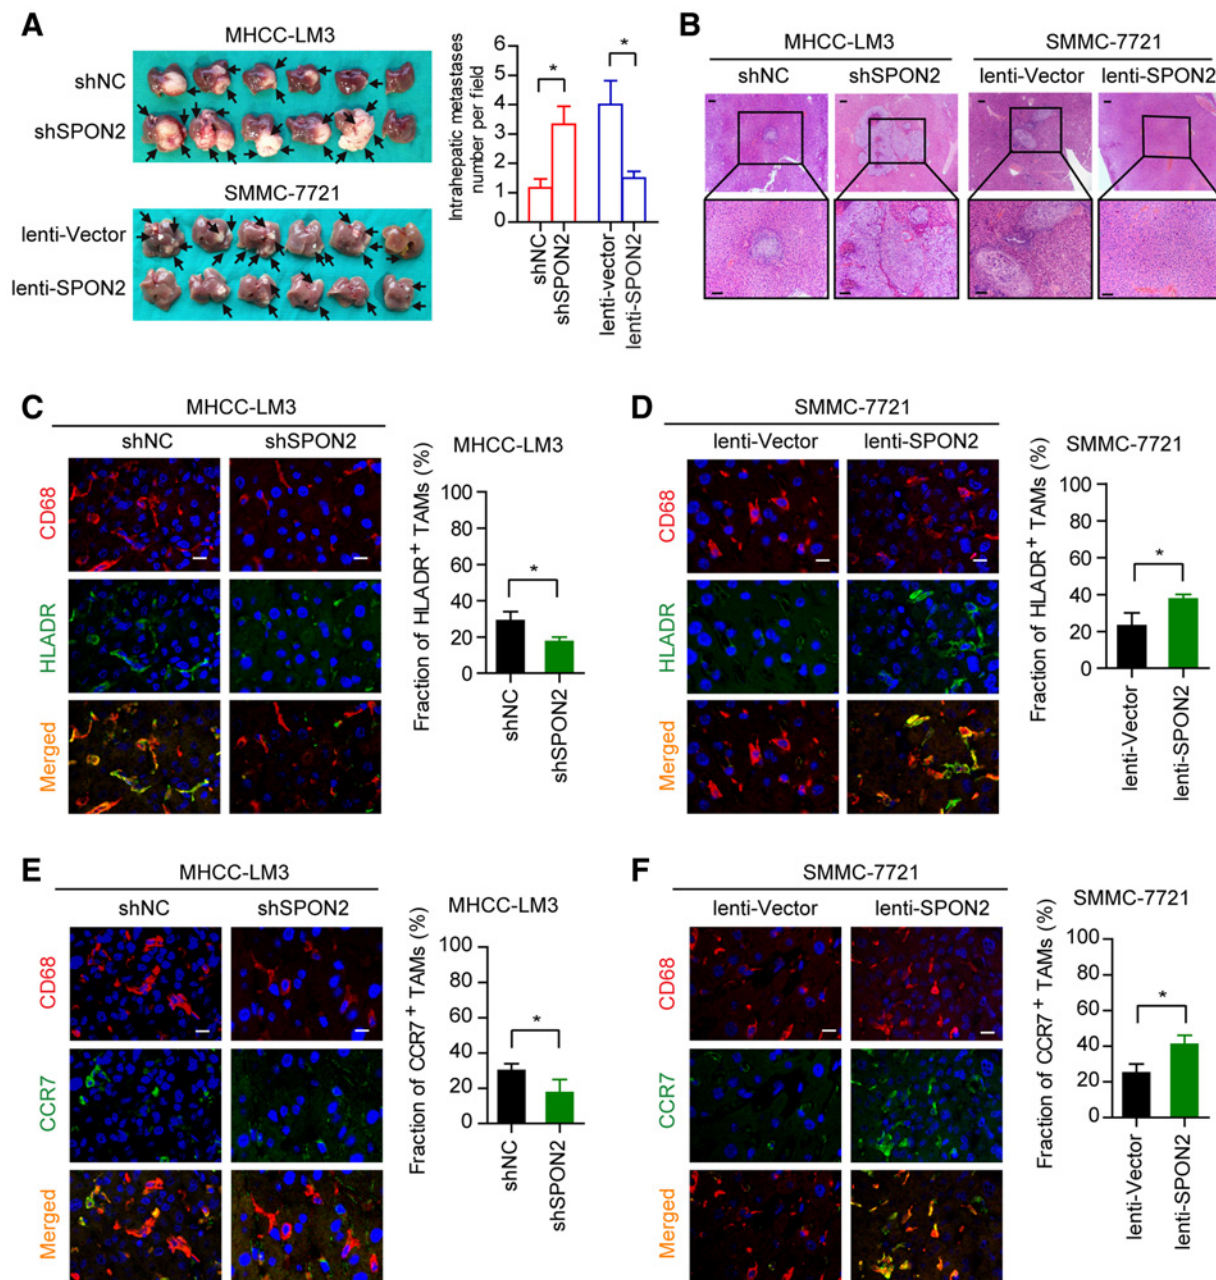 A
MHCC-LM3
shNC
shSPON2
SMMC-7721
lenti-Vector
lenti-SPON2
Intrahepatic metastases
number per field
6
5
4
3
2
1
0
*
*
shNC
shSPON2
lenti-vector
lenti-SPON2
B
MHCC-LM3
SMMC-7721
shNC
shSPON2
lenti-Vector
lenti-SPON2
C
MHCC-LM3
shNC
shSPON2
CD68
HLADR
Merged
MHCC-LM3
Fraction of HLADR+ TAMs (%)
100
80
60
40
20
0
*
shNC
shSPON2
D
SMMC-7721
lenti-Vector
lenti-SPON2
CD68
HLADR
Merged
SMMC-7721
Fraction of HLADR+ TAMs (%)
100
80
60
40
20
0
*
lenti-Vector
lenti-SPON2
E
MHCC-LM3
shNC
shSPON2
CD68
CCR7
Merged
MHCC-LM3
Fraction of CCR7+ TAMs (%)
100
80
60
40
20
0
*
shNC
shSPON2
F
SMMC-7721
lenti-Vector
lenti-SPON2
CD68
CCR7
Merged
SMMC-7721
Fraction of CCR7+ TAMs (%)
100
80
60
40
20
0
*
lenti-Vector
lenti-SPON2